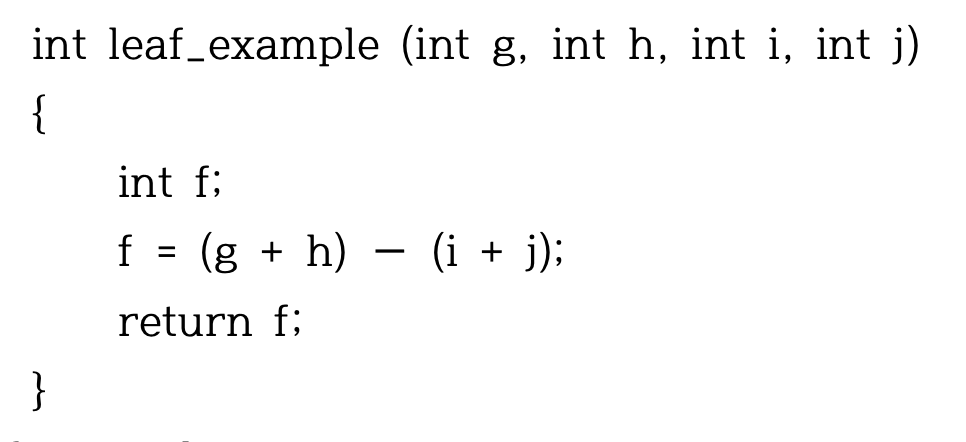 int leaf_example (int g, int h, int i, int j)
{
int f;
f = (g + h) − (i + j);
return f;
}